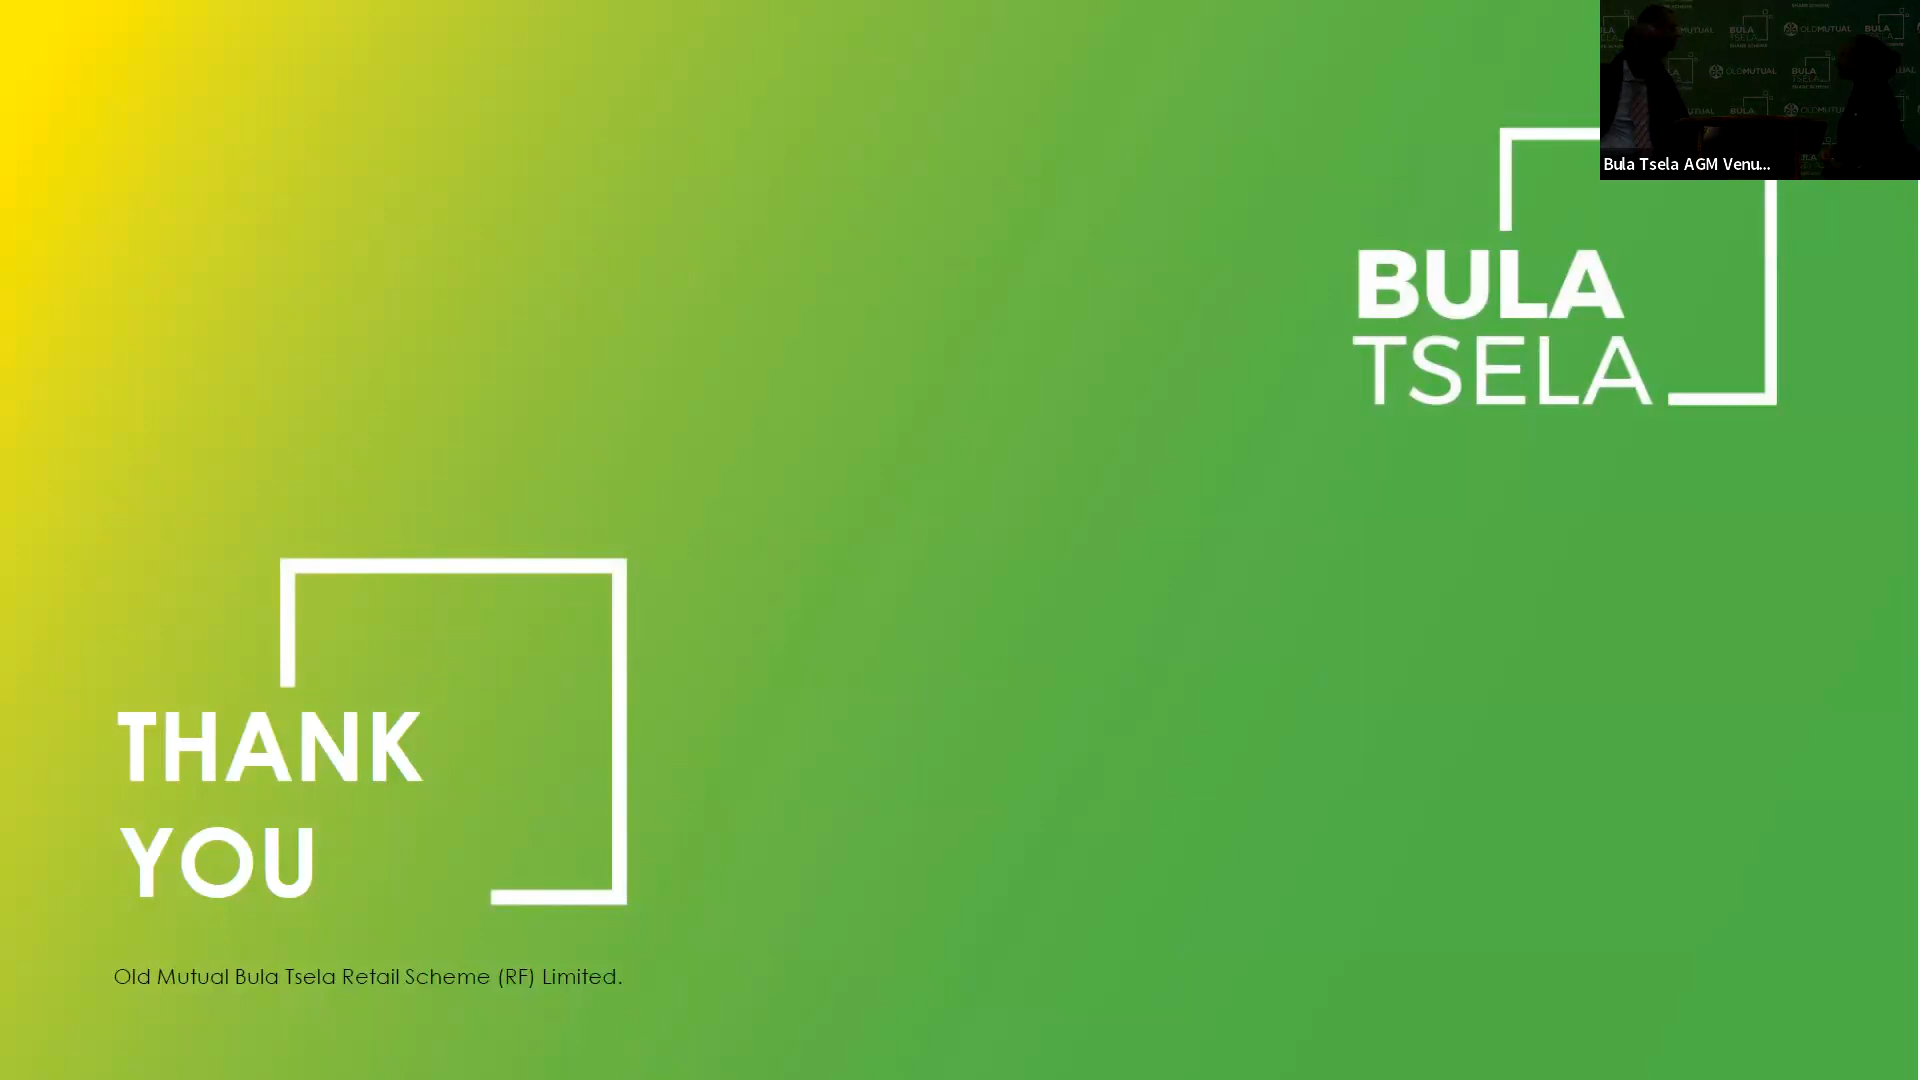 BULA
TSELA
Bula Tsela AGM Venu...
THANK
YOU
Old Mutual Bula Tsela Retail Scheme (RF) Limited.